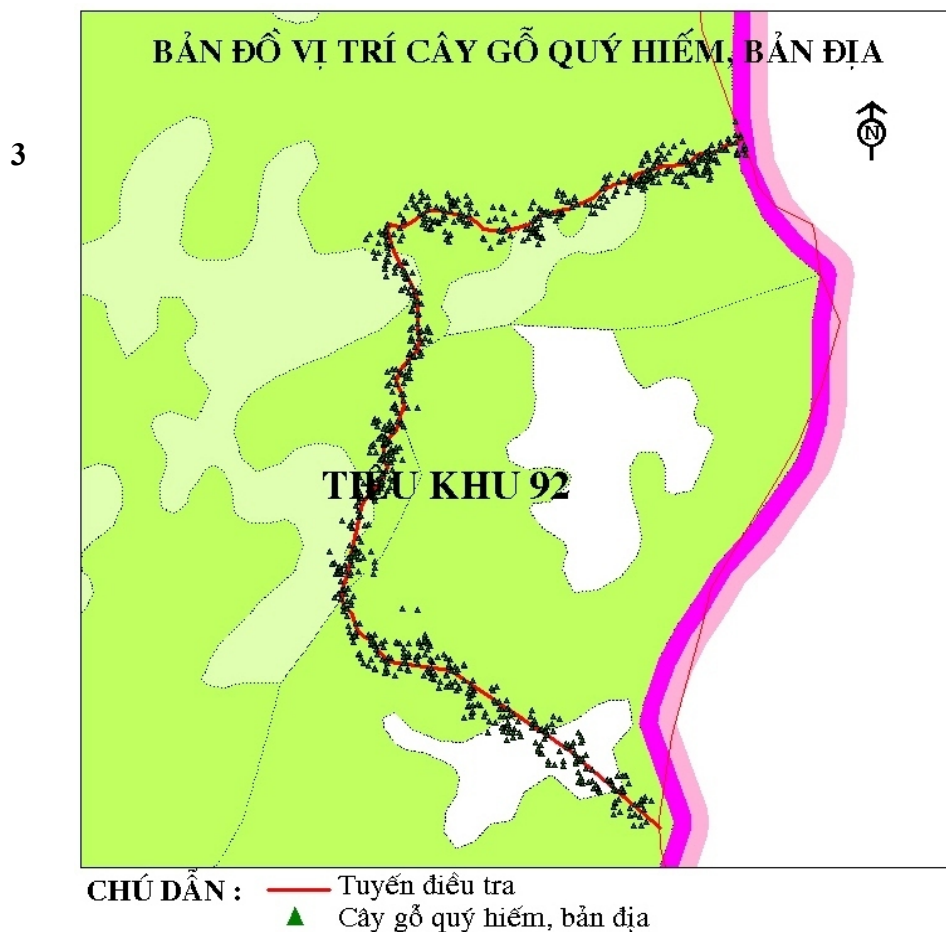 BẢN ĐỒ VỊ TRÍ CÂY GỖ QUÝ HIẾM, BẢN ĐỊA
N
3
TIỂU KHU 92
CHÚ DẪN :
Tuyến điều tra
Cây gỗ quý hiếm, bản địa